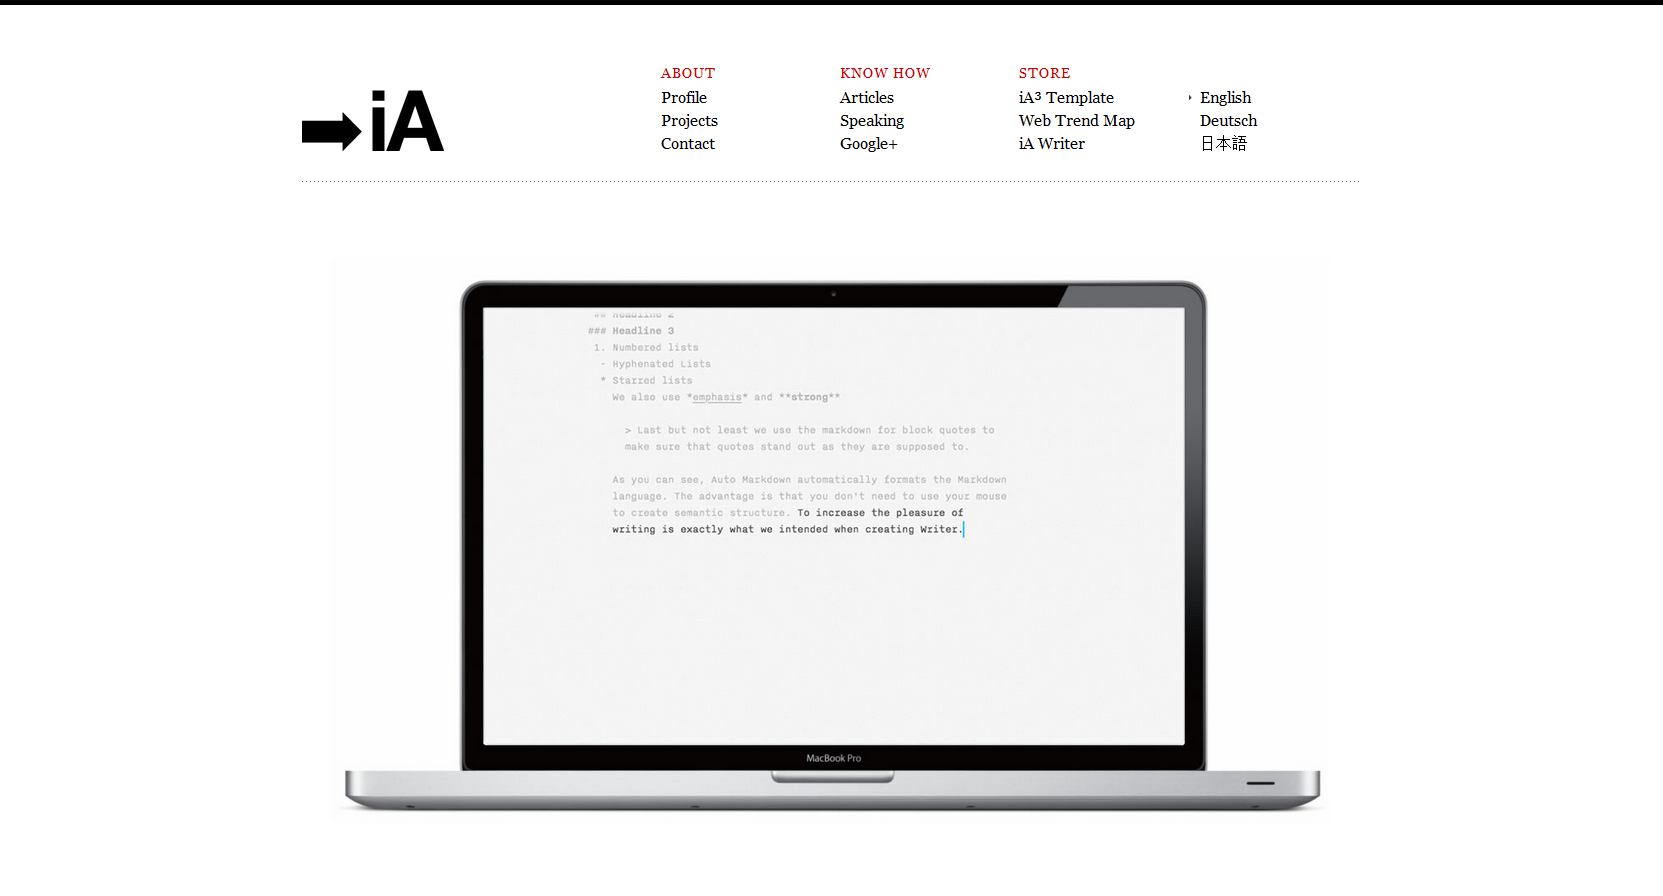 iA
ABOUT
Profile
Projects
Contact
KNOW HOW
Articles
Speaking
Google+
STORE
iA³ Template
Web Trend Map
iA Writer
English
Deutsch
日本語
## Headline 2
### Headline 3
1. Numbered lists
- Hyphenated Lists
* Starred lists
We also use *emphasis* and **strong**
> Last but not least we use the markdown for block quotes to
make sure that quotes stand out as they are supposed to.
As you can see, Auto Markdown automatically formats the Markdown
language. The advantage is that you don't need to use your mouse
to create semantic structure. To increase the pleasure of
writing is exactly what we intended when creating Writer.
MacBook Pro